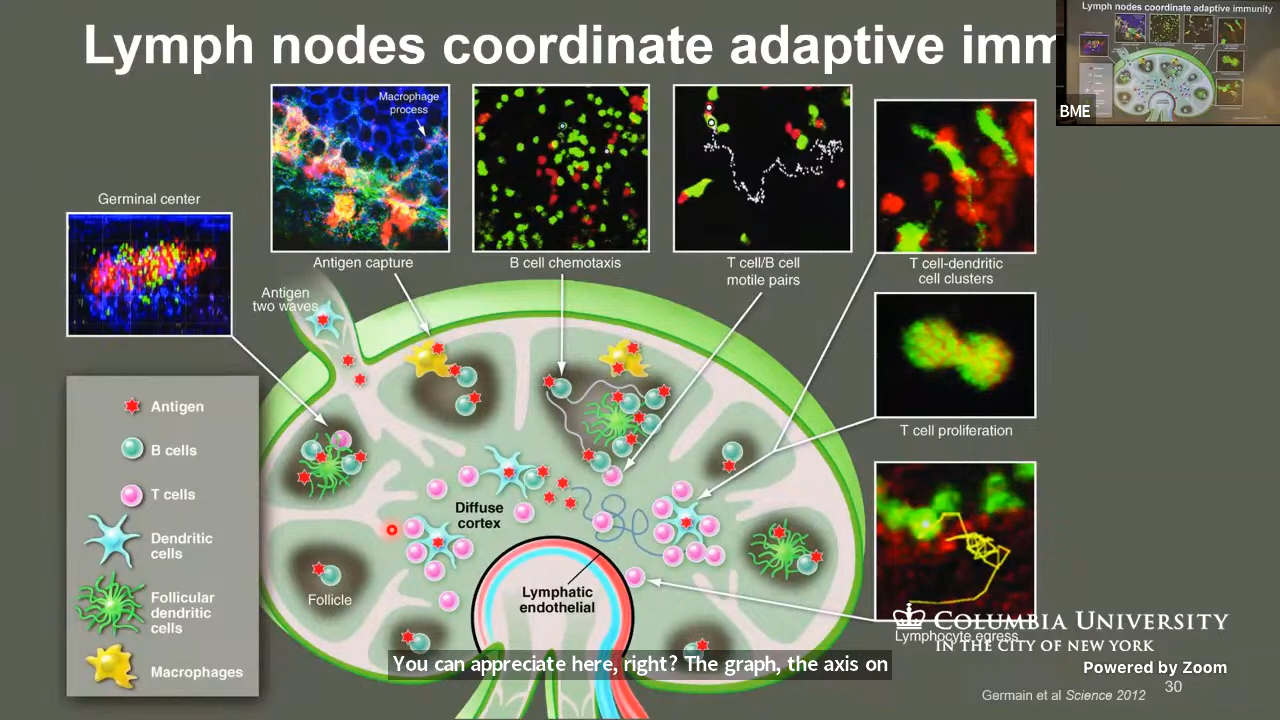 Lymph nodes coordinate adaptive imm
Lymph nodes coordinate adaptive immunity
BME
Macrophage
process
Germinal center
Antigen capture
B cell chemotaxis
T cell/B cell
motile pairs
T cell-dendritic
cell clusters
Antigen
two waves
T cell proliferation
Antigen
B cells
T cells
Dendritic
cells
Follicular
dendritic
cells
Macrophages
Diffuse
cortex
Follicle
Lymphatic
endothelial
Lymphocyte egress
COLUMBIA UNIVERSITY
IN THE CITY OF NEW YORK
You can appreciate here, right? The graph, the axis on
Powered by Zoom
Germain et al Science 2012
30